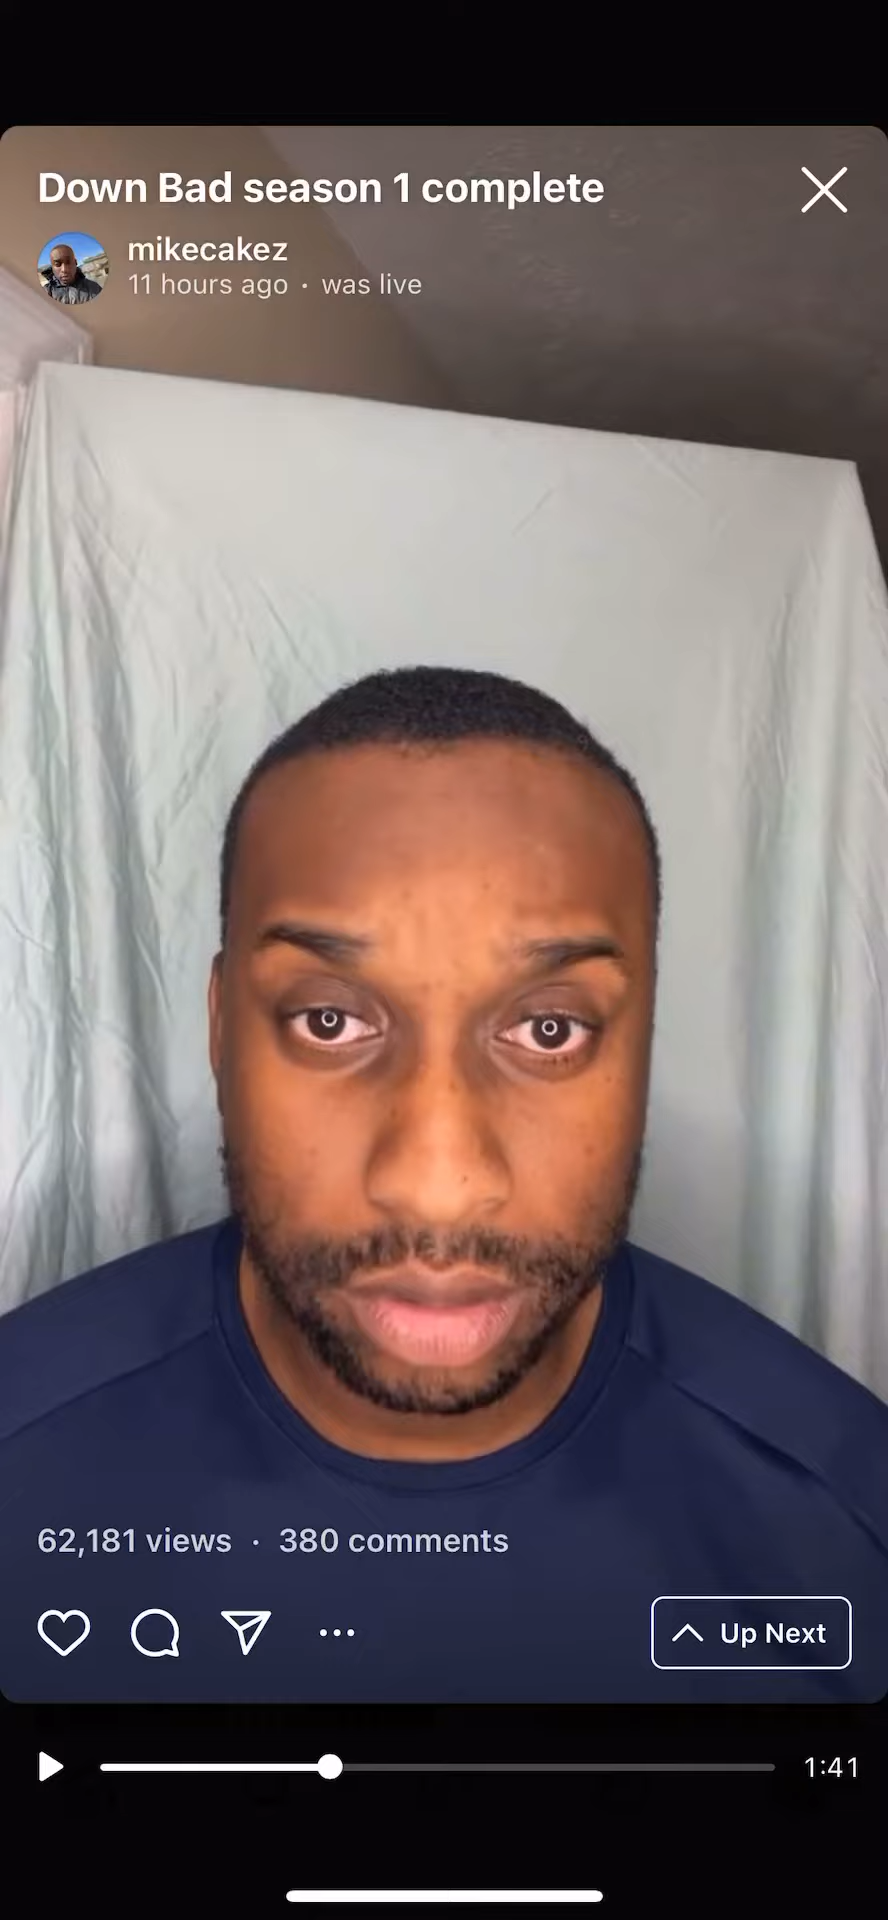 Down Bad season 1 complete
mikecakez
11 hours ago · was live
62,181 views · 380 comments
Up Next
1:41